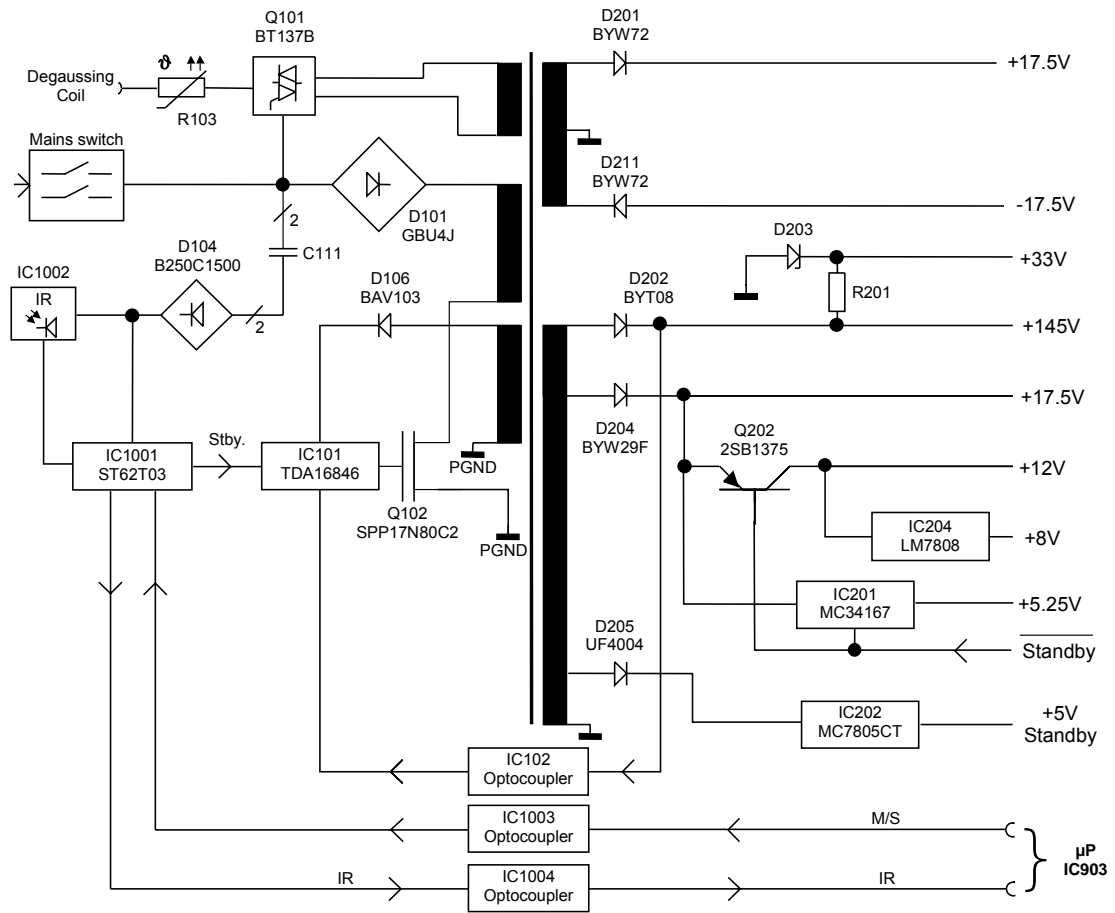 Q101
BT137B
D201
BYW72
+17.5V
ϑ
Degaussing
Coil
R103
Mains switch
D211
BYW72
-17.5V
2
D101
GBU4J
C111
D203
+33V
D104
B250C1500
IC1002
IR
D106
BAV103
D202
BYT08
R201
2
+145V
+17.5V
D204
BYW29F
Q202
2SB1375
Stby.
IC1001
ST62T03
IC101
TDA16846
PGND
+12V
Q102
SPP17N80C2
PGND
IC204
LM7808
+8V
IC201
MC34167
+5.25V
D205
UF4004
Standby
IC202
MC7805CT
+5V
Standby
IC102
Optocoupler
IC1003
Optocoupler
M/S
µP
IC903
IR
IC1004
Optocoupler
IR